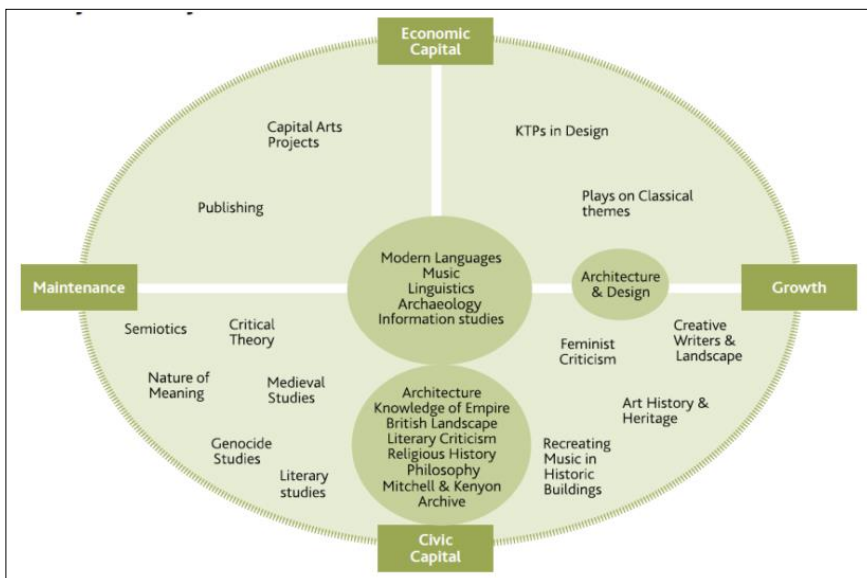 Economic
Capital
Capital Arts
Projects
KTPs in Design
Publishing
Plays on Classical
themes
Maintenance
Modern Languages
Music
Linguistics
Archaeology
Information studies
Architecture
& Design
Growth
Semiotics
Critical
Theory
Feminist
Criticism
Creative
Writers &
Landscape
Nature of
Meaning
Medieval
Studies
Architecture
Knowledge of Empire
British Landscape
Literary Criticism
Religious History
Philosophy
Mitchell & Kenyon
Archive
Art History &
Heritage
Genocide
Studies
Literary
studies
Recreating
Music in
Historic
Buildings
Civic
Capital